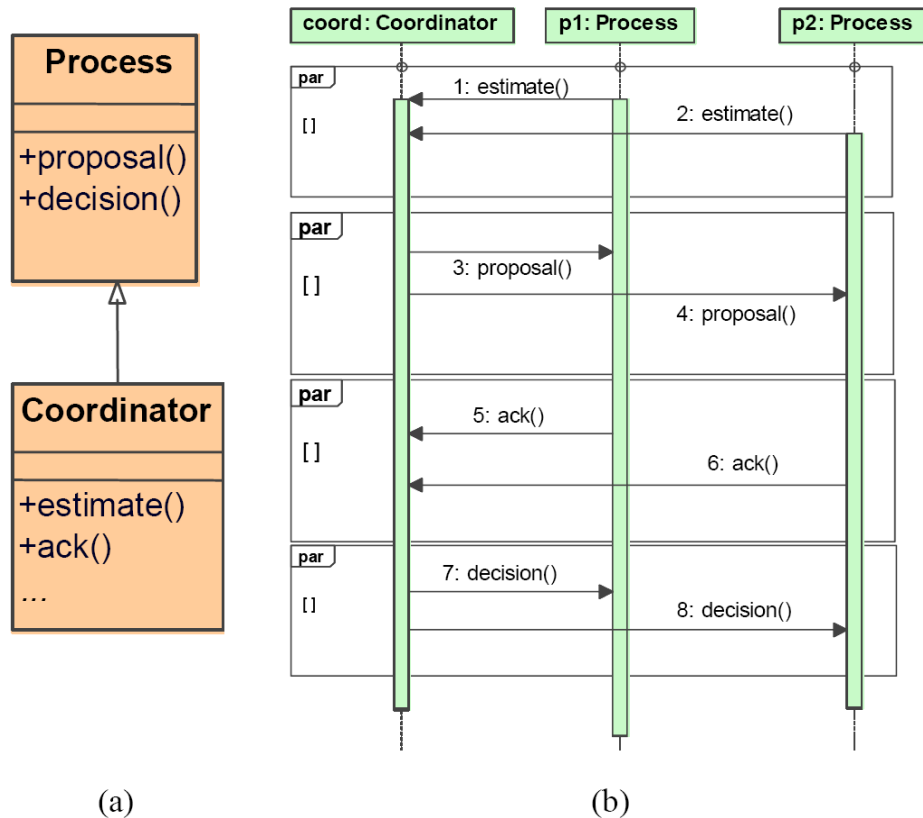 Process
+proposal()
+decision()
Coordinator
+estimate()
+ack()
...
(a)
coord: Coordinator
p1: Process
p2: Process
par
[ ]
1: estimate()
2: estimate()
par
[ ]
3: proposal()
4: proposal()
par
[ ]
5: ack()
6: ack()
par
[ ]
7: decision()
8: decision()
(b)